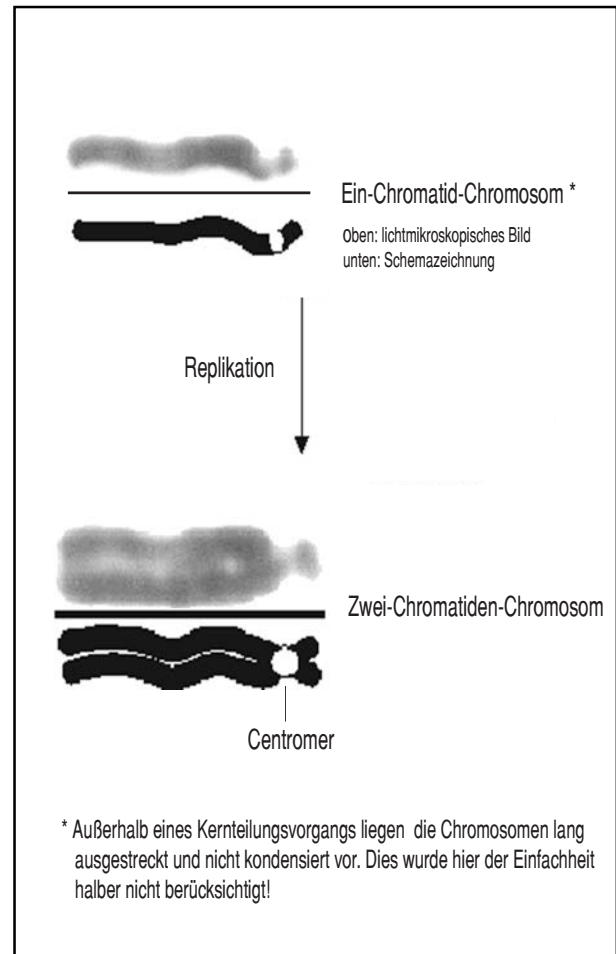 Ein-Chromatid-Chromosom *
oben: lichtmikroskopisches Bild
unten: Schemazeichnung
Replikation
Zwei-Chromatiden-Chromosom
Centromer
* Außerhalb eines Kernteilungsvorgangs liegen die Chromosomen lang
ausgestreckt und nicht kondensiert vor. Dies wurde hier der Einfachheit
halber nicht berücksichtigt!